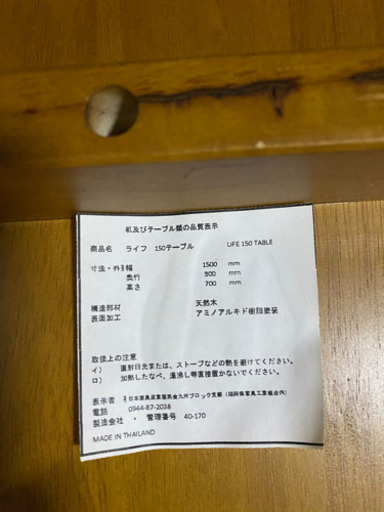 机及びテーブル類の品質表示
商品名 ライフ 150テーブル LIFE 150 TABLE
寸法・外形 幅 1500 mm
奥行 800 mm
高さ 700 mm
構造部材 天然木
表面加工 アミノアルキド樹脂塗装
取扱上の注意
イ) 直射日光または、ストーブなどの熱を避けてください。
ロ) 加熱したなべ、湯沸し等直接置かないでください。
表示者
電話 0944-87-2038
製造会社 ・ 管理番号 40-170
MADE IN THAILAND